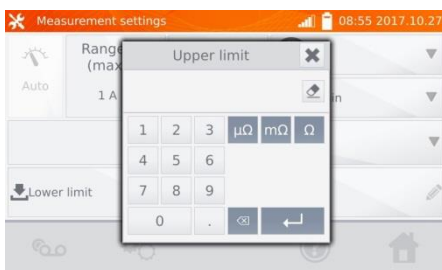 Measurement settings
08:55 2017.10.27
Range
(max
Auto
1 A
in
Lower limit
Upper limit
1 2 3 μΩ mΩ Ω
4 5 6
7 8 9
0 .